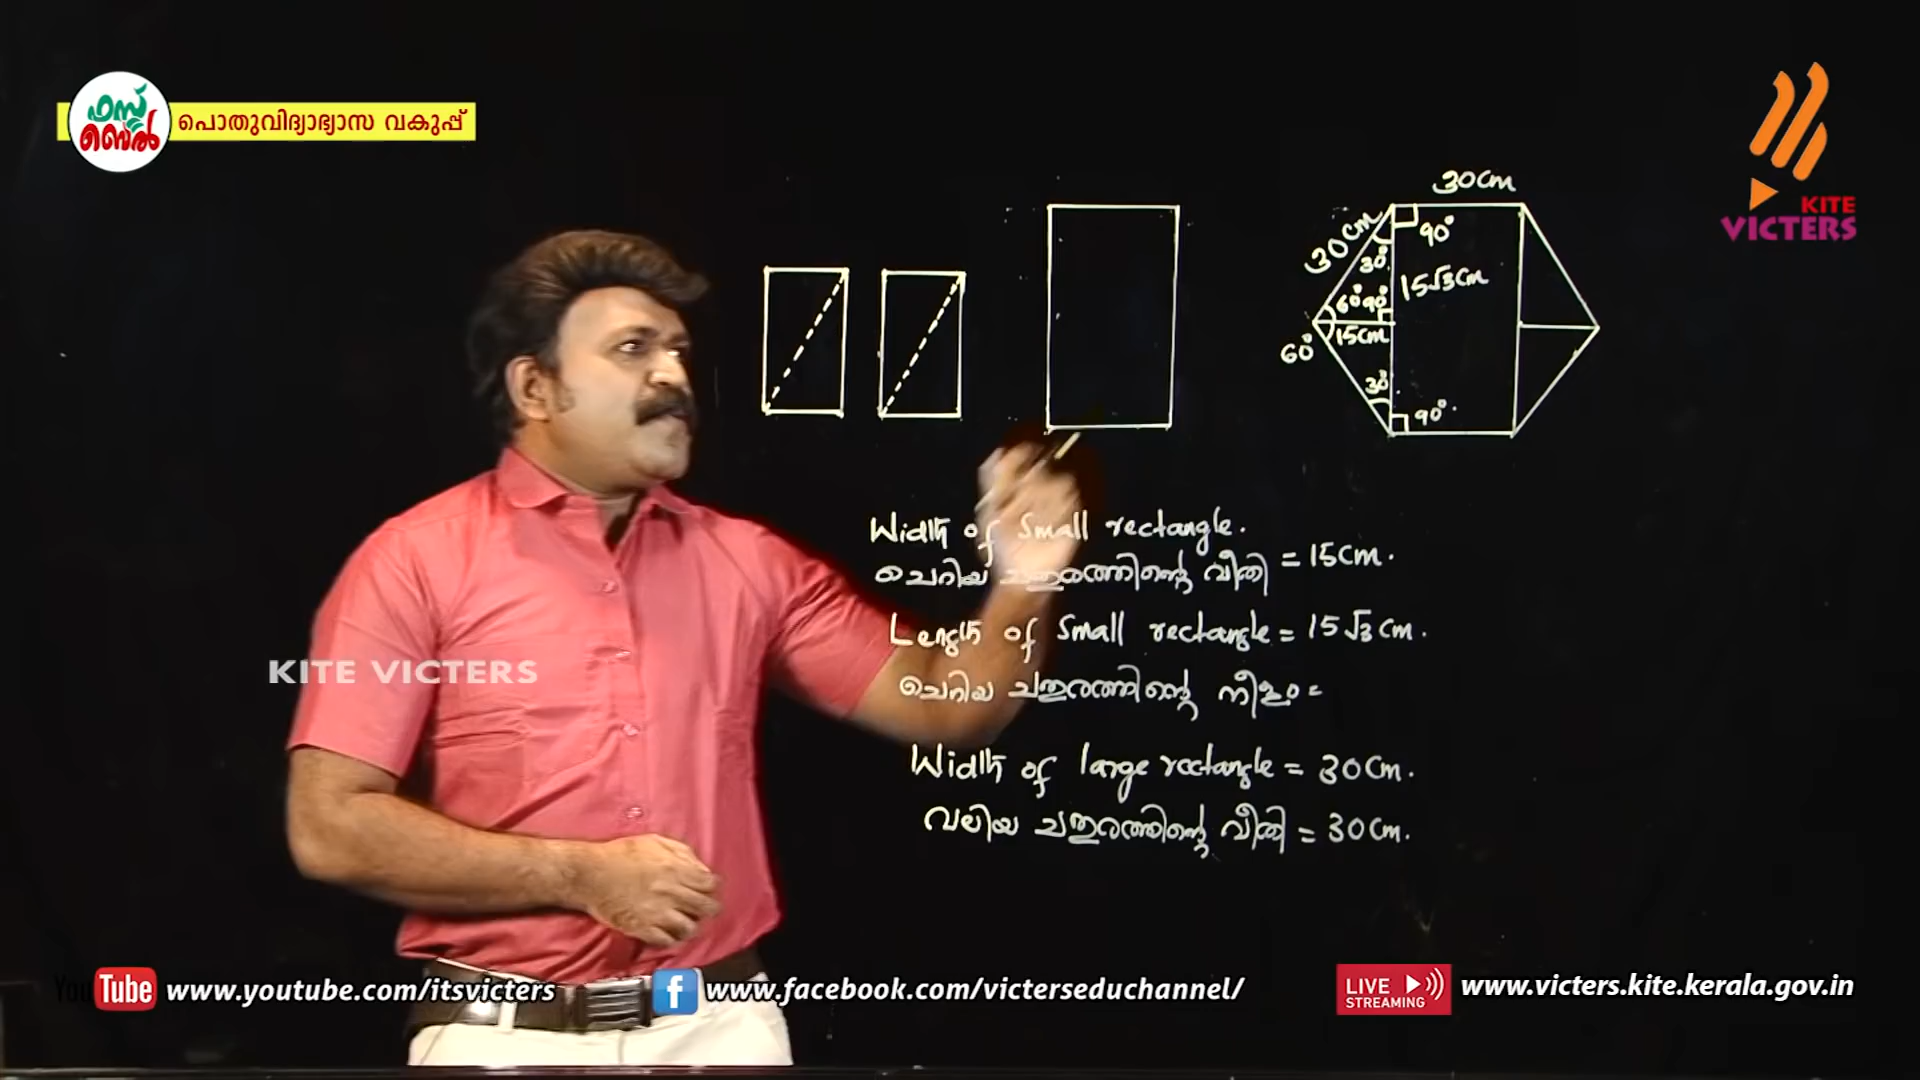 ഫസ്റ്റ് ബെൽ
പൊതുവിദ്യാഭ്യാസ വകുപ്പ്
KITE
VICTERS
30cm
30cm
90°
30°
15√3cm
60° 90°
15cm
60°
30°
90°.
Width of Small rectangle.
ചെറിയ ചതുരത്തിന്റെ വീതി = 15cm.
Length of Small rectangle = 15√3 cm.
ചെറിയ ചതുരത്തിന്റെ നീളം =
KITE VICTERS
Width of large rectangle = 30cm.
വലിയ ചതുരത്തിന്റെ വീതി = 30cm.
YouTube www.youtube.com/itsvicters
f www.facebook.com/victerseduchannel/
LIVE STREAMING www.victers.kite.kerala.gov.in